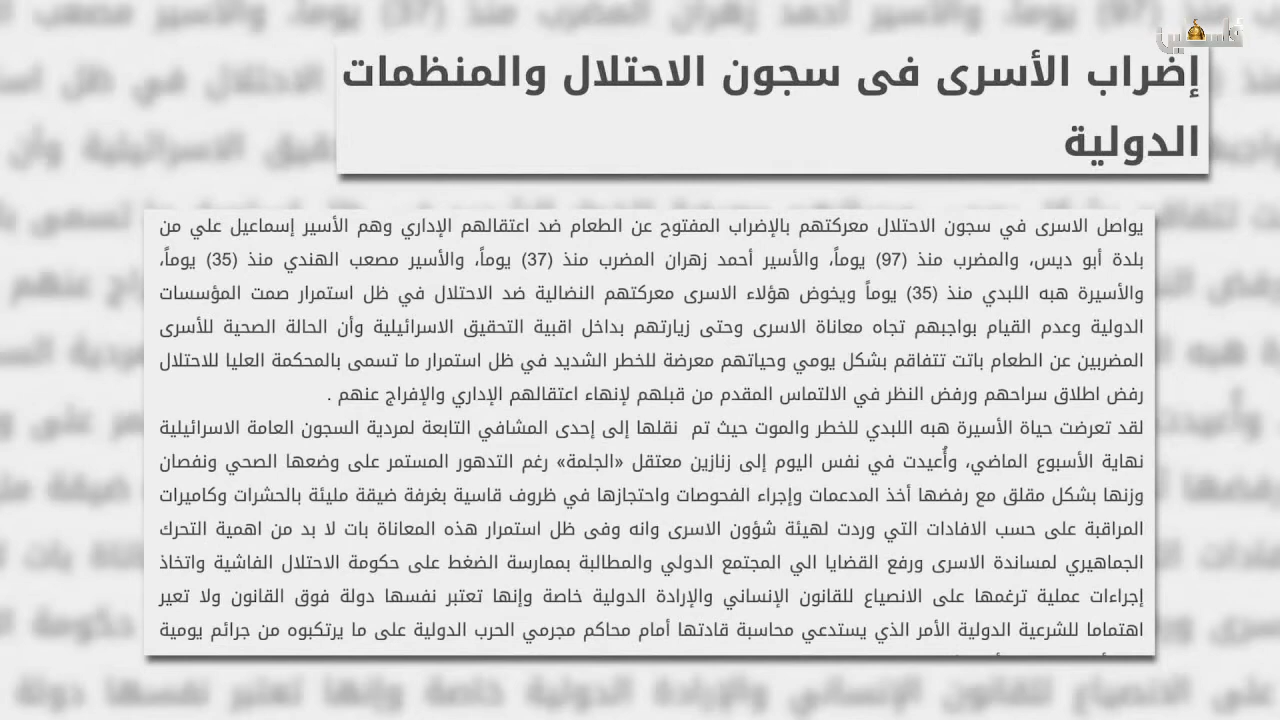 فلسطين
إضراب الأسرى فى سجون الاحتلال والمنظمات
الدولية
يواصل الاسرى في سجون الاحتلال معركتهم بالإضراب المفتوح عن الطعام ضد اعتقالهم الإداري وهم الأسير إسماعيل علي من
بلدة أبو ديس، والمضرب منذ (97) يوماً، والأسير أحمد زهران المضرب منذ (37) يوماً، والأسير مصعب الهندي منذ (35) يوماً،
والأسيرة هبه اللبدي منذ (35) يوماً ويخوض هؤلاء الاسرى معركتهم النضالية ضد الاحتلال في ظل استمرار صمت المؤسسات
الدولية وعدم القيام بواجبهم تجاه معاناة الاسرى وحتى زيارتهم بداخل اقبية التحقيق الاسرائيلية وأن الحالة الصحية للأسرى
المضربين عن الطعام باتت تتفاقم بشكل يومي وحياتهم معرضة للخطر الشديد في ظل استمرار ما تسمى بالمحكمة العليا للاحتلال
رفض اطلاق سراحهم ورفض النظر في الالتماس المقدم من قبلهم لإنهاء اعتقالهم الإداري والإفراج عنهم .
لقد تعرضت حياة الأسيرة هبه اللبدي للخطر والموت حيث تم نقلها إلى إحدى المشافي التابعة لمردية السجون العامة الاسرائيلية
نهاية الأسبوع الماضي، وأُعيدت في نفس اليوم إلى زنازين معتقل «الجلمة» رغم التدهور المستمر على وضعها الصحي ونفصان
وزنها بشكل مقلق مع رفضها أخذ المدعمات وإجراء الفحوصات واحتجازها في ظروف قاسية بغرفة ضيقة مليئة بالحشرات وكاميرات
المراقبة على حسب الافادات التي وردت لهيئة شؤون الاسرى وانه وفى ظل استمرار هذه المعاناة بات لا بد من اهمية التحرك
الجماهيري لمساندة الاسرى ورفع القضايا الي المجتمع الدولي والمطالبة بممارسة الضغط على حكومة الاحتلال الفاشية واتخاذ
إجراءات عملية ترغمها على الانصياع للقانون الإنساني والإرادة الدولية خاصة وإنها تعتبر نفسها دولة فوق القانون ولا تعير
اهتماما للشرعية الدولية الأمر الذي يستدعي محاسبة قادتها أمام محاكم مجرمي الحرب الدولية على ما يرتكبوه من جرائم يومية